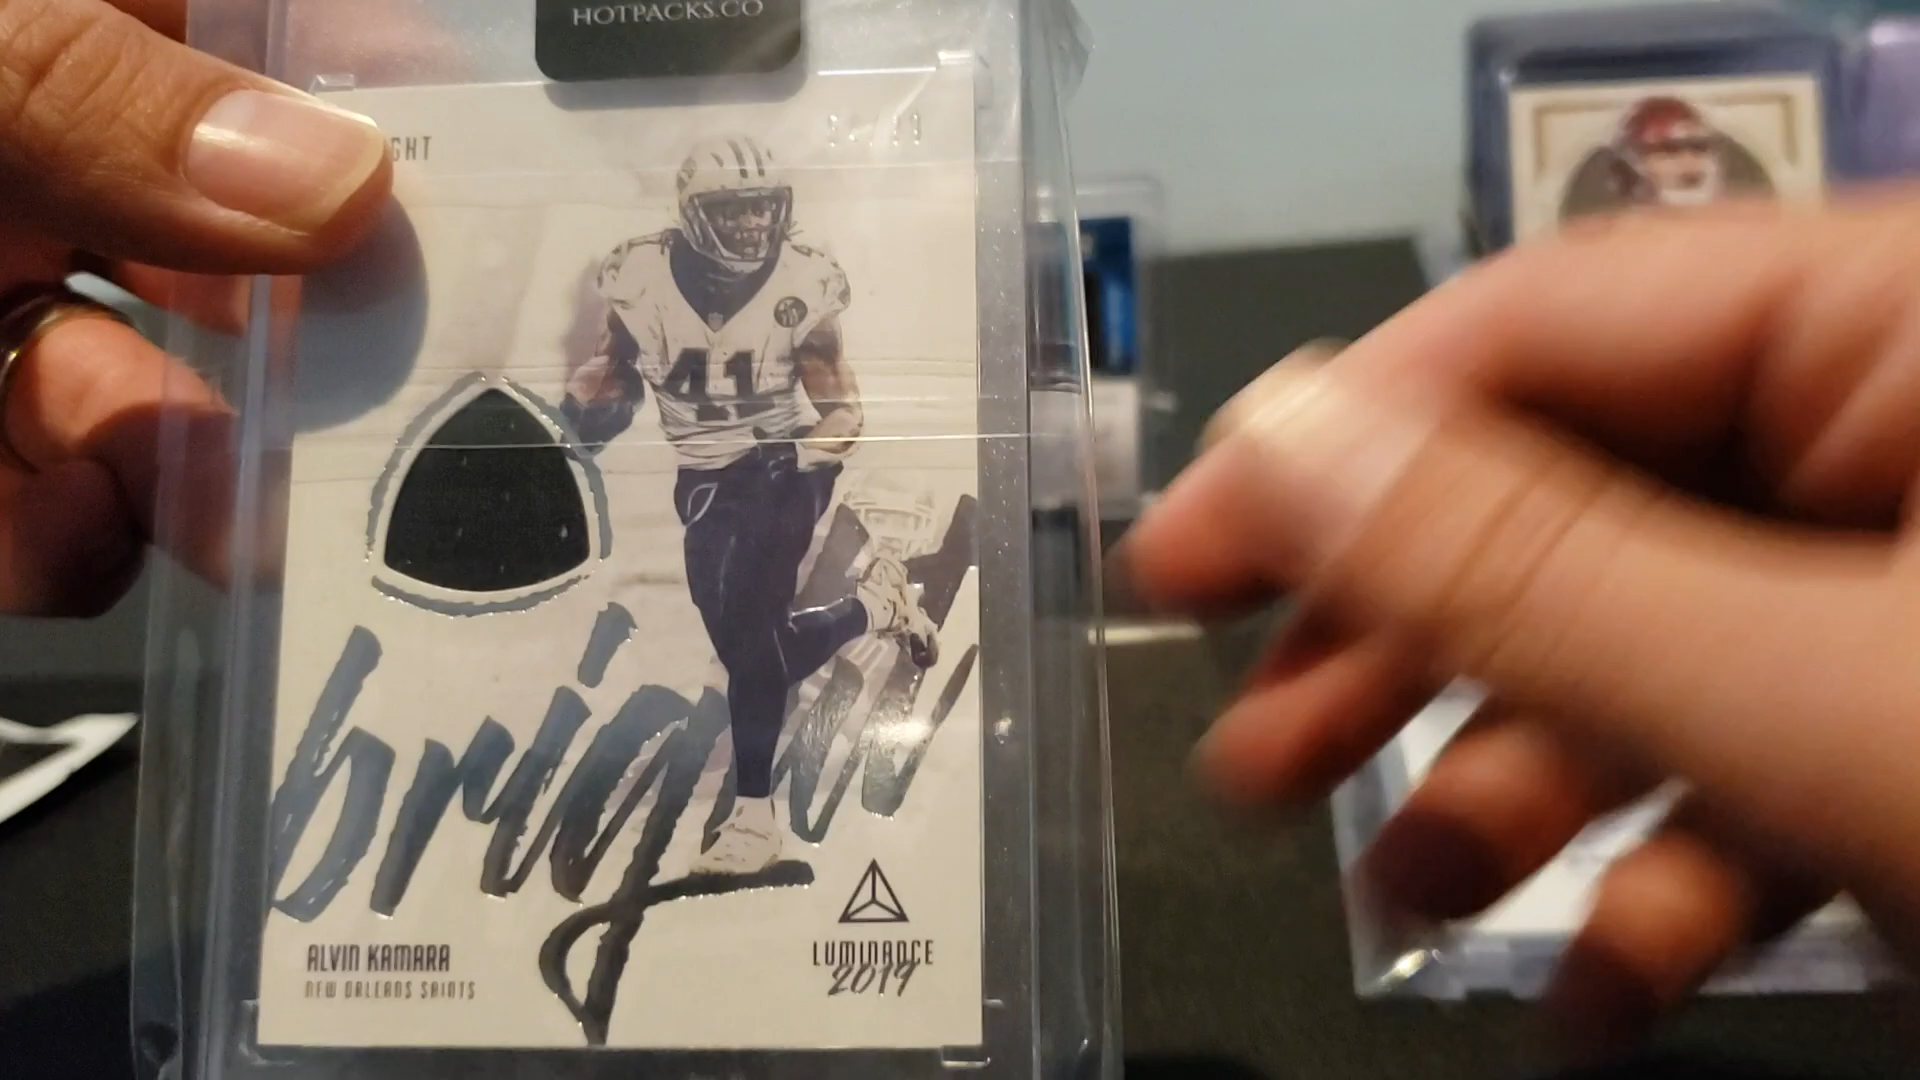 HOTPACKS.CO
41
bright
ALVIN KAMARA
NEW ORLEANS SAINTS
LUMINANCE
2019